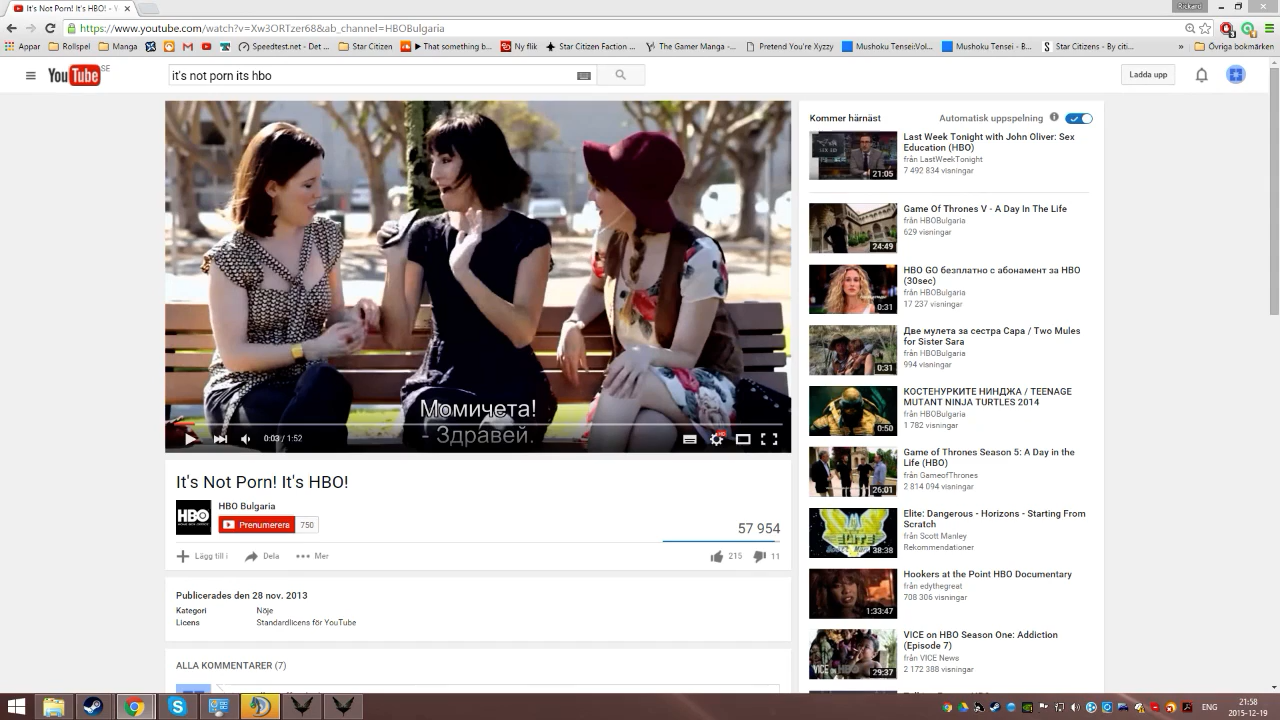 It's Not Porn! It's HBO! - Y
Rickard
https://www.youtube.com/watch?v=Xw3ORTzer68&ab_channel=HBOBulgaria
Appar
Rollspel
Manga
Speedtest.net - Det ...
Star Citizen
► That something b...
Ny flik
Star Citizen Faction ...
The Gamer Manga -...
Pretend You're Xyzzy
Mushoku Tensei/Vol...
Mushoku Tensei - B...
Star Citizens - By citi...
»
Övriga bokmärken
YouTube SE
it's not porn its hbo
Ladda upp
Момичета!
- Здравей.
0:03 / 1:52
It's Not Porn! It's HBO!
HBO
HBO Bulgaria
Prenumerera 750
57 954
Lägg till i
Dela
Mer
215
11
Publicerades den 28 nov. 2013
Kategori Nöje
Licens Standardlicens för YouTube
ALLA KOMMENTARER (7)
Kommer härnäst
Automatisk uppspelning
21:05
Last Week Tonight with John Oliver: Sex
Education (HBO)
från LastWeekTonight
7 492 834 visningar
24:49
Game Of Thrones V - A Day In The Life
från HBOBulgaria
629 visningar
0:31
HBO GO безплатно с абонамент за HBO
(30sec)
från HBOBulgaria
17 237 visningar
0:31
Две мулета за сестра Сара / Two Mules
for Sister Sara
från HBOBulgaria
994 visningar
0:50
КОСТЕНУРКИТЕ НИНДЖА / TEENAGE
MUTANT NINJA TURTLES 2014
från HBOBulgaria
1 782 visningar
26:01
Game of Thrones Season 5: A Day in the
Life (HBO)
från GameofThrones
2 814 094 visningar
38:38
Elite: Dangerous - Horizons - Starting From
Scratch
från Scott Manley
Rekommendationer
1:33:47
Hookers at the Point HBO Documentary
från edythegreat
708 306 visningar
29:37
VICE on HBO Season One: Addiction
(Episode 7)
från VICE News
2 172 388 visningar
ENG
21:58
2015-12-19